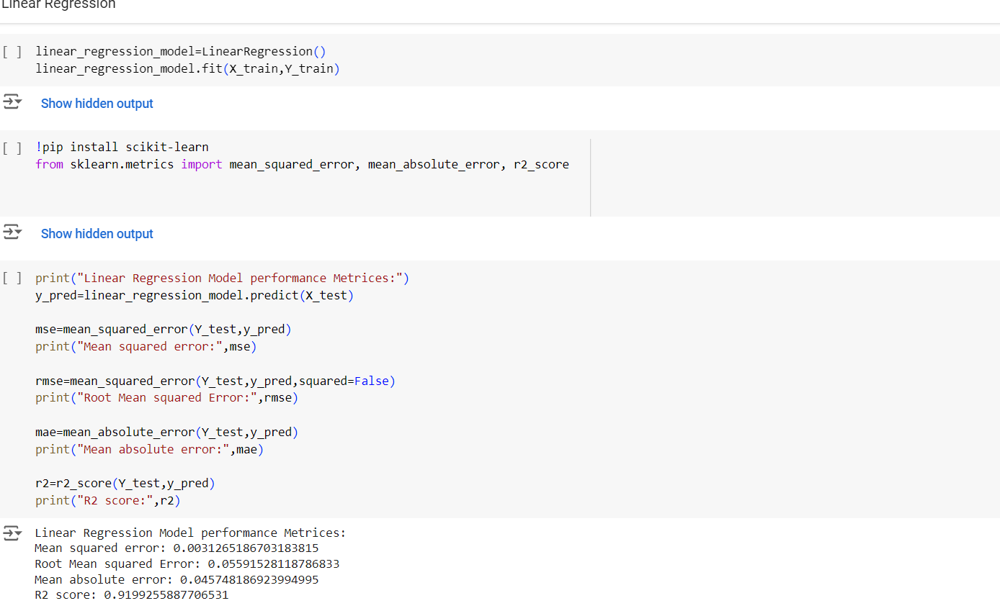 Linear Regression
[ ] linear_regression_model=LinearRegression()
linear_regression_model.fit(X_train,Y_train)
Show hidden output
[ ] !pip install scikit-learn
from sklearn.metrics import mean_squared_error, mean_absolute_error, r2_score
Show hidden output
[ ] print("Linear Regression Model performance Metrices:")
y_pred=linear_regression_model.predict(X_test)
mse=mean_squared_error(Y_test,y_pred)
print("Mean squared error:",mse)
rmse=mean_squared_error(Y_test,y_pred,squared=False)
print("Root Mean squared Error:",rmse)
mae=mean_absolute_error(Y_test,y_pred)
print("Mean absolute error:",mae)
r2=r2_score(Y_test,y_pred)
print("R2 score:",r2)
Linear Regression Model performance Metrices:
Mean squared error: 0.0031265186703183815
Root Mean squared Error: 0.05591528118786833
Mean absolute error: 0.045748186923994995
R2 score: 0.9199255887706531